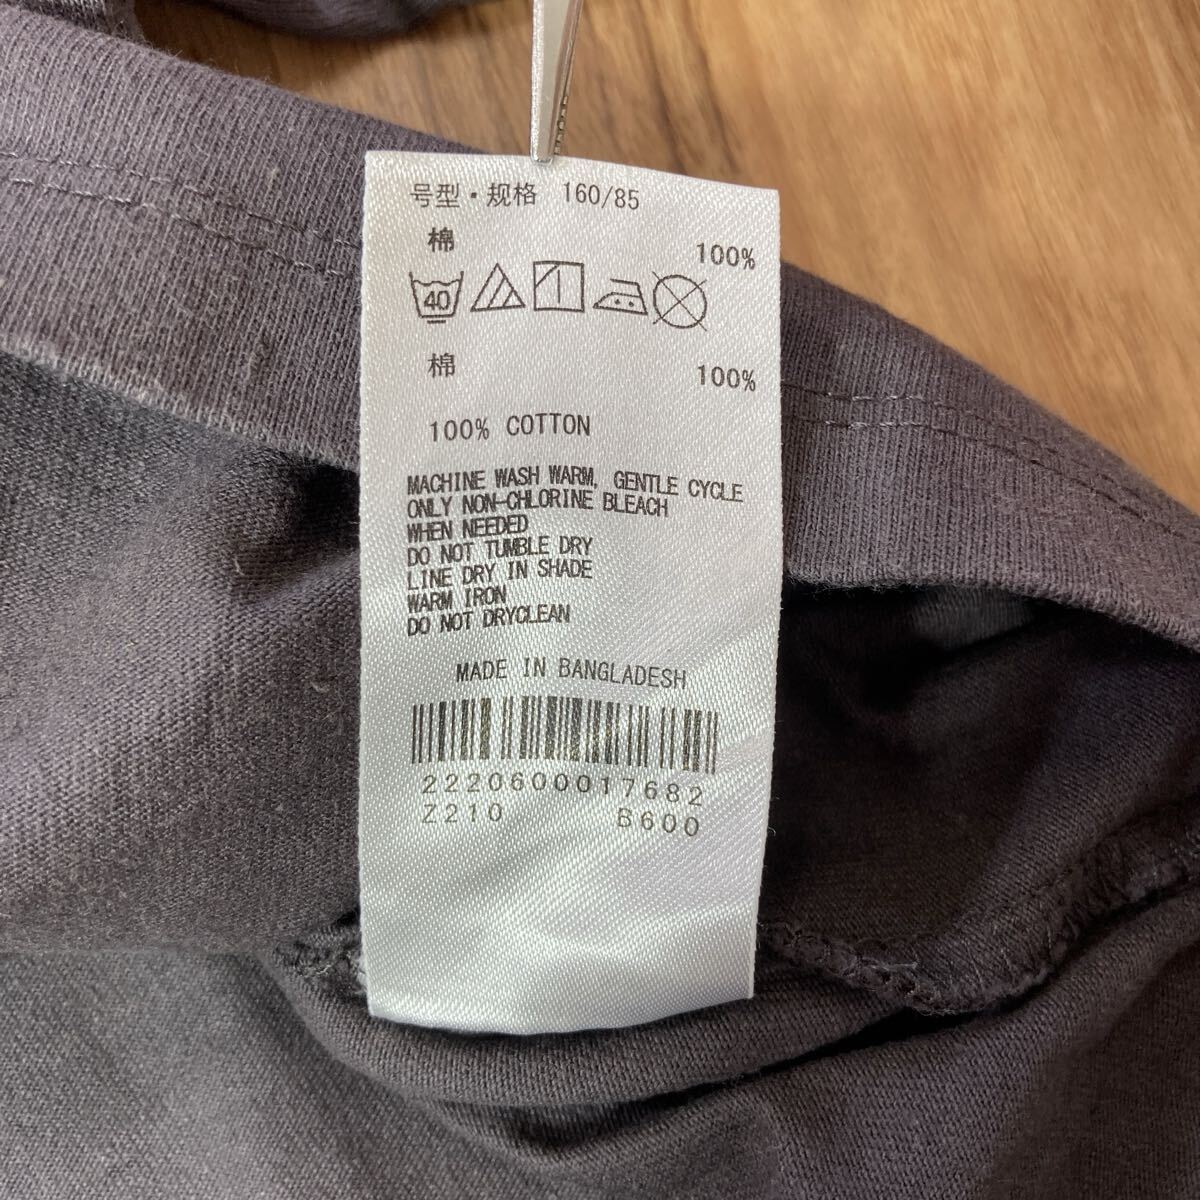 号型・规格 160/85
棉 100%
40
棉 100%
100% COTTON
MACHINE WASH WARM, GENTLE CYCLE
ONLY NON-CHLORINE BLEACH
WHEN NEEDED
DO NOT TUMBLE DRY
LINE DRY IN SHADE
WARM IRON
DO NOT DRYCLEAN
MADE IN BANGLADESH
2220600017682
Z210 B600